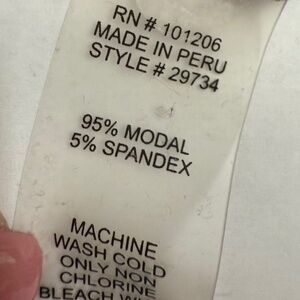 RN # 101206
MADE IN PERU
STYLE # 29734
95% MODAL
5% SPANDEX
MACHINE
WASH COLD
ONLY NON
CHLORINE
BLEACH